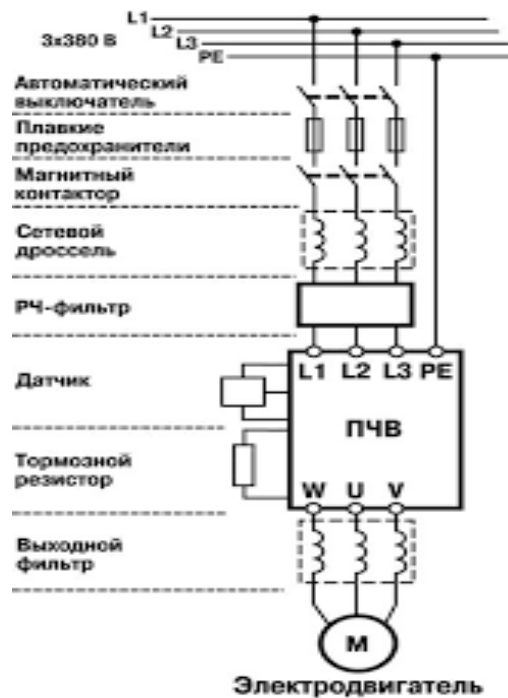 L1
L2
3x380 В
L3
PE
Автоматический
выключатель
Плавкие
предохранители
Магнитный
контактор
Сетевой
дроссель
РЧ-фильтр
L1 L2 L3 PE
Датчик
ПЧВ
Тормозной
резистор
W U V
Выходной
фильтр
М
Электродвигатель